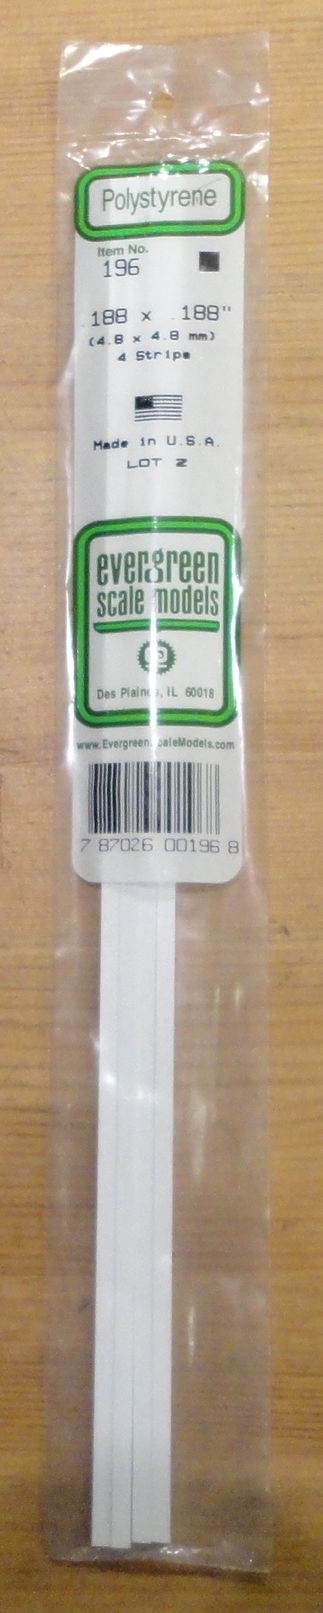 Polystyrene
Item No.
196
.188 x .188"
(4.8 x 4.8 mm)
4 Strips
Made in U.S.A.
LOT 2
evergreen
scale models
Des Plaines, IL 60018
www.EvergreenScaleModels.com
7 87026 00196 8